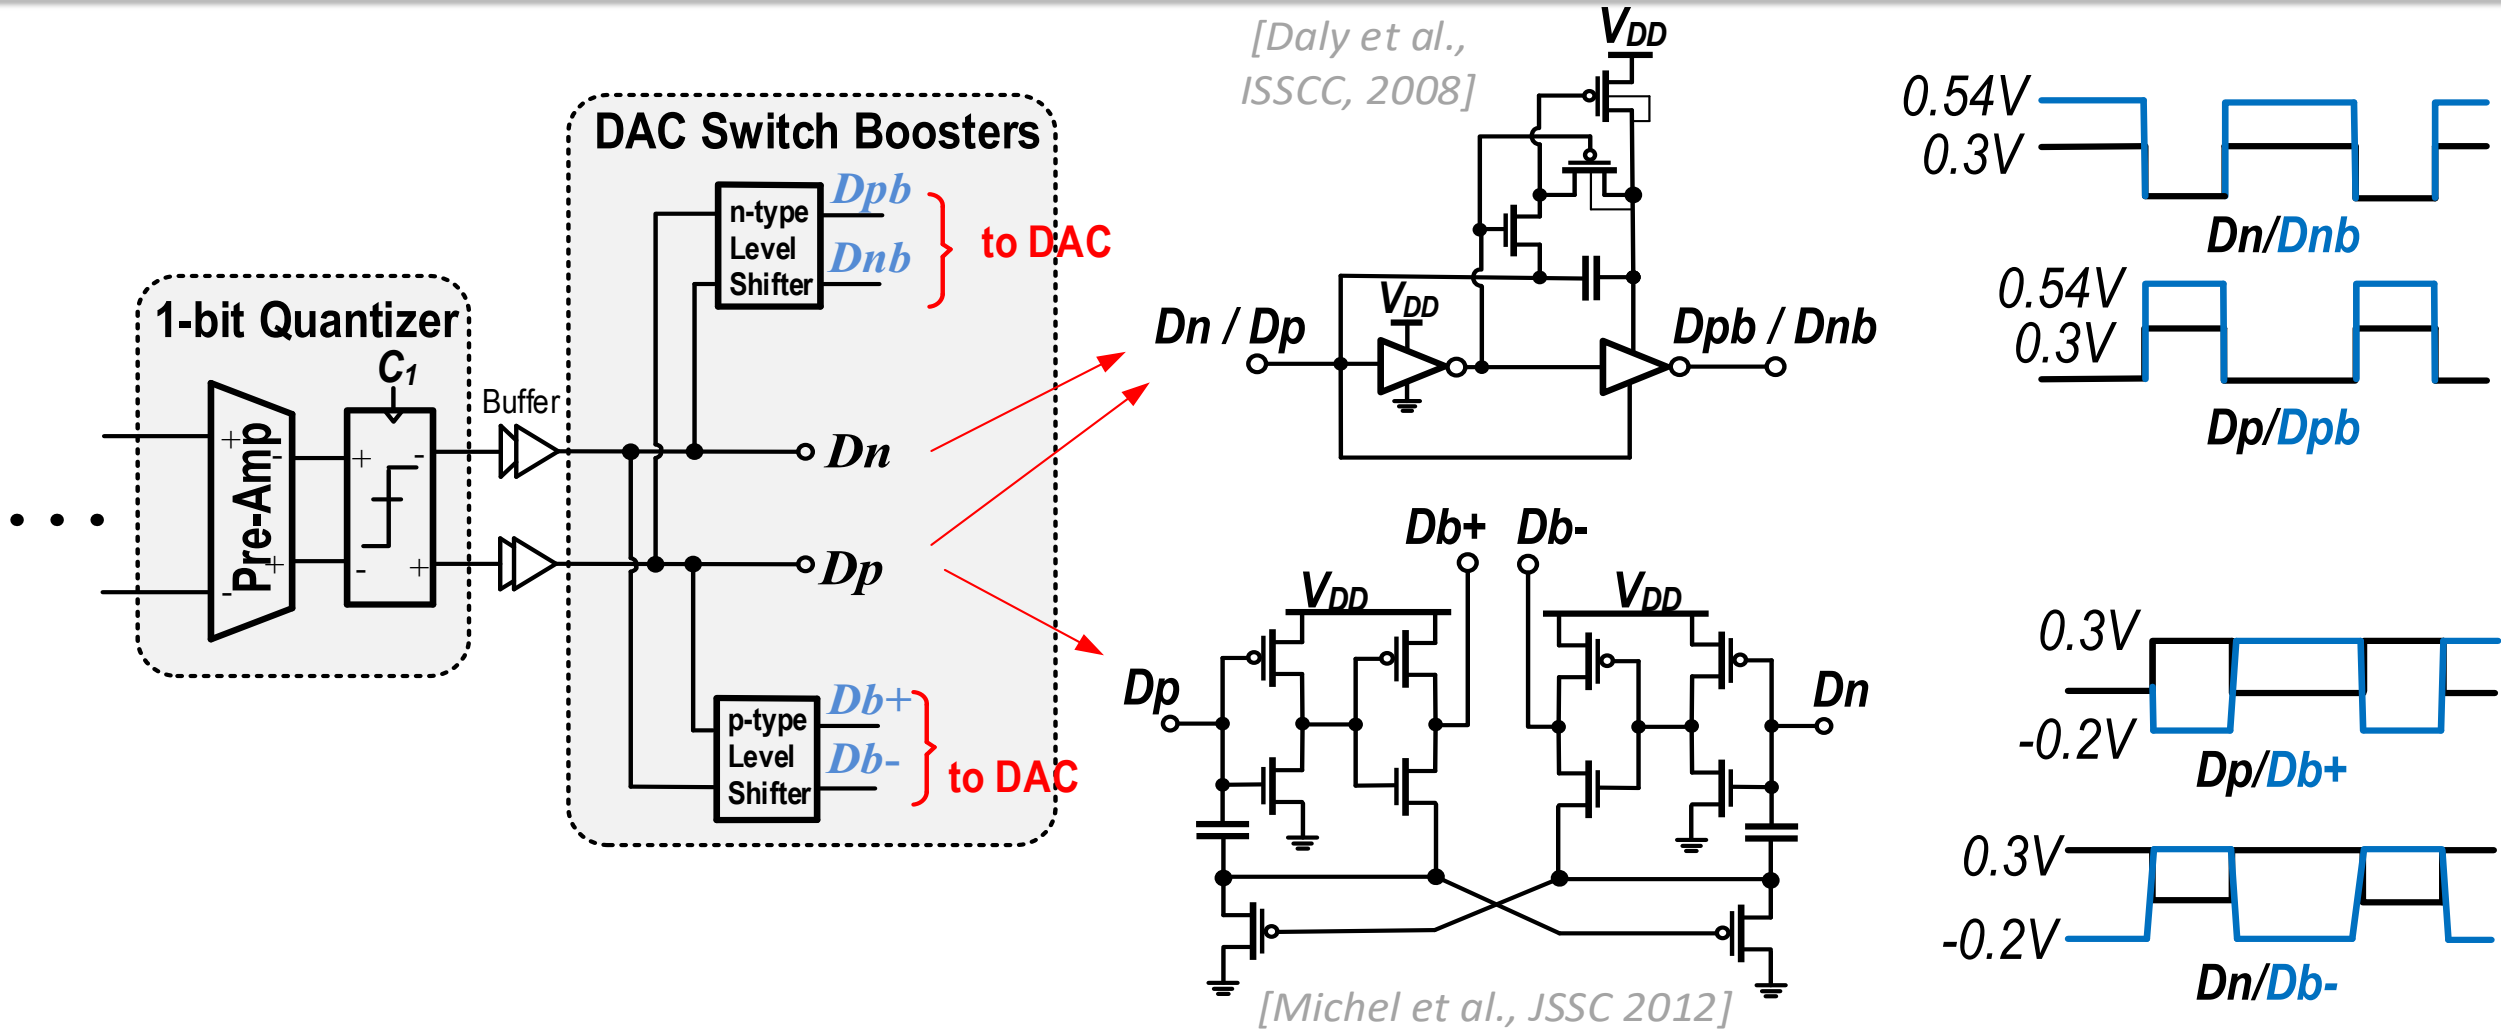 DAC Switch Boosters
n-type
Level
Shifter
Dpb
Dnb
to DAC
1-bit Quantizer
C1
Pre-Amp
+
-
-
+
+
-
-
+
Buffer
Dn
Dp
p-type
Level
Shifter
Db+
Db-
to DAC
[Daly et al.,
ISSCC, 2008]
VDD
VDD
Dn / Dp
Dpb / Dnb
Db+
Db-
VDD
VDD
Dp
Dn
[Michel et al., JSSC 2012]
0.54V
0.3V
Dn/Dnb
0.54V
0.3V
Dp/Dpb
0.3V
-0.2V
Dp/Db+
0.3V
-0.2V
Dn/Db-